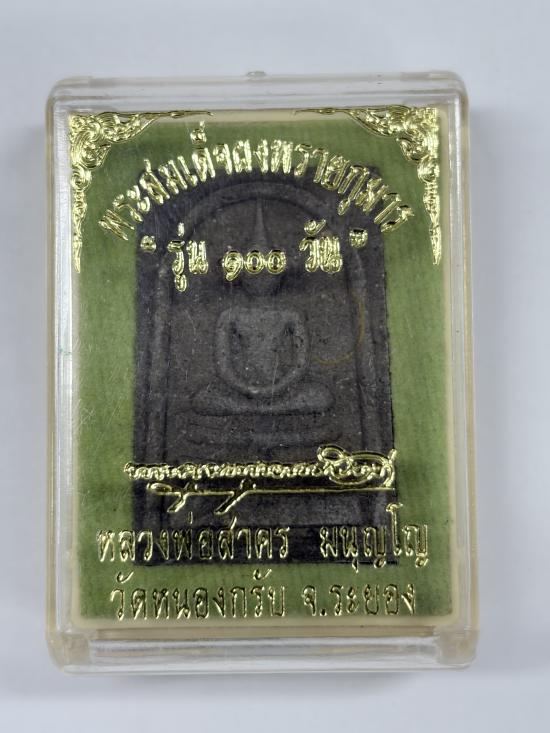 พระสมเด็จผงพรายกุมาร
รุ่น ๑๐๐ วัน
หลวงพ่อสาคร มนุญโญ
วัดหนองกรับ จ.ระยอง